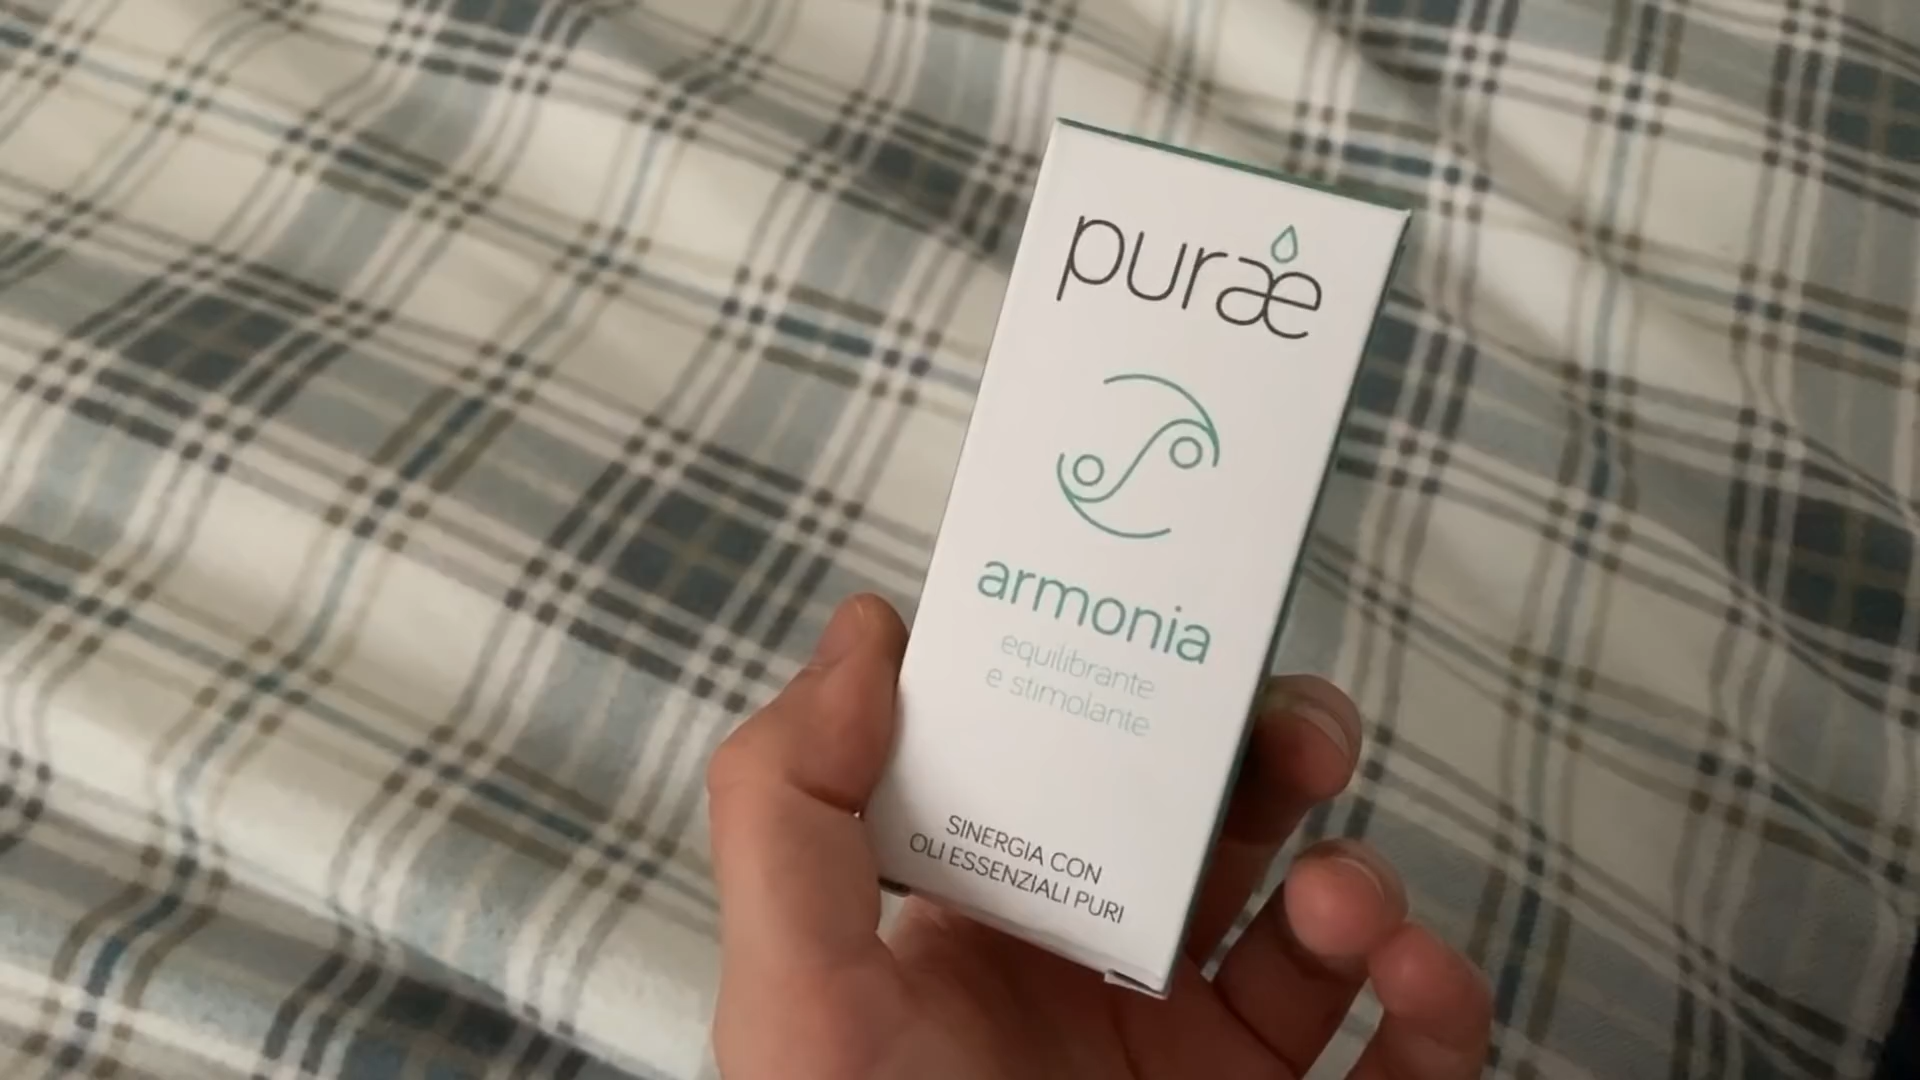 puræ
armonia
equilibrante
e stimolante
SINERGIA CON
OLI ESSENZIALI PURI